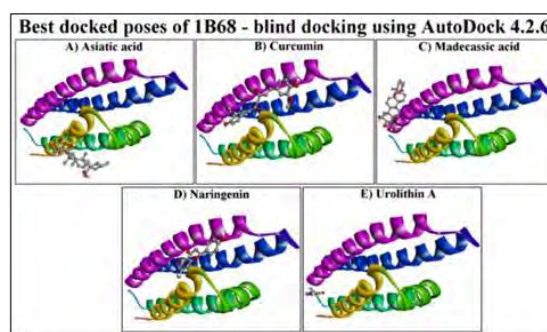 Best docked poses of 1B68 - blind docking using AutoDock 4.2.6
A) Asiatic acid
B) Curcumin
C) Madecassic acid
D) Naringenin
E) Urolithin A